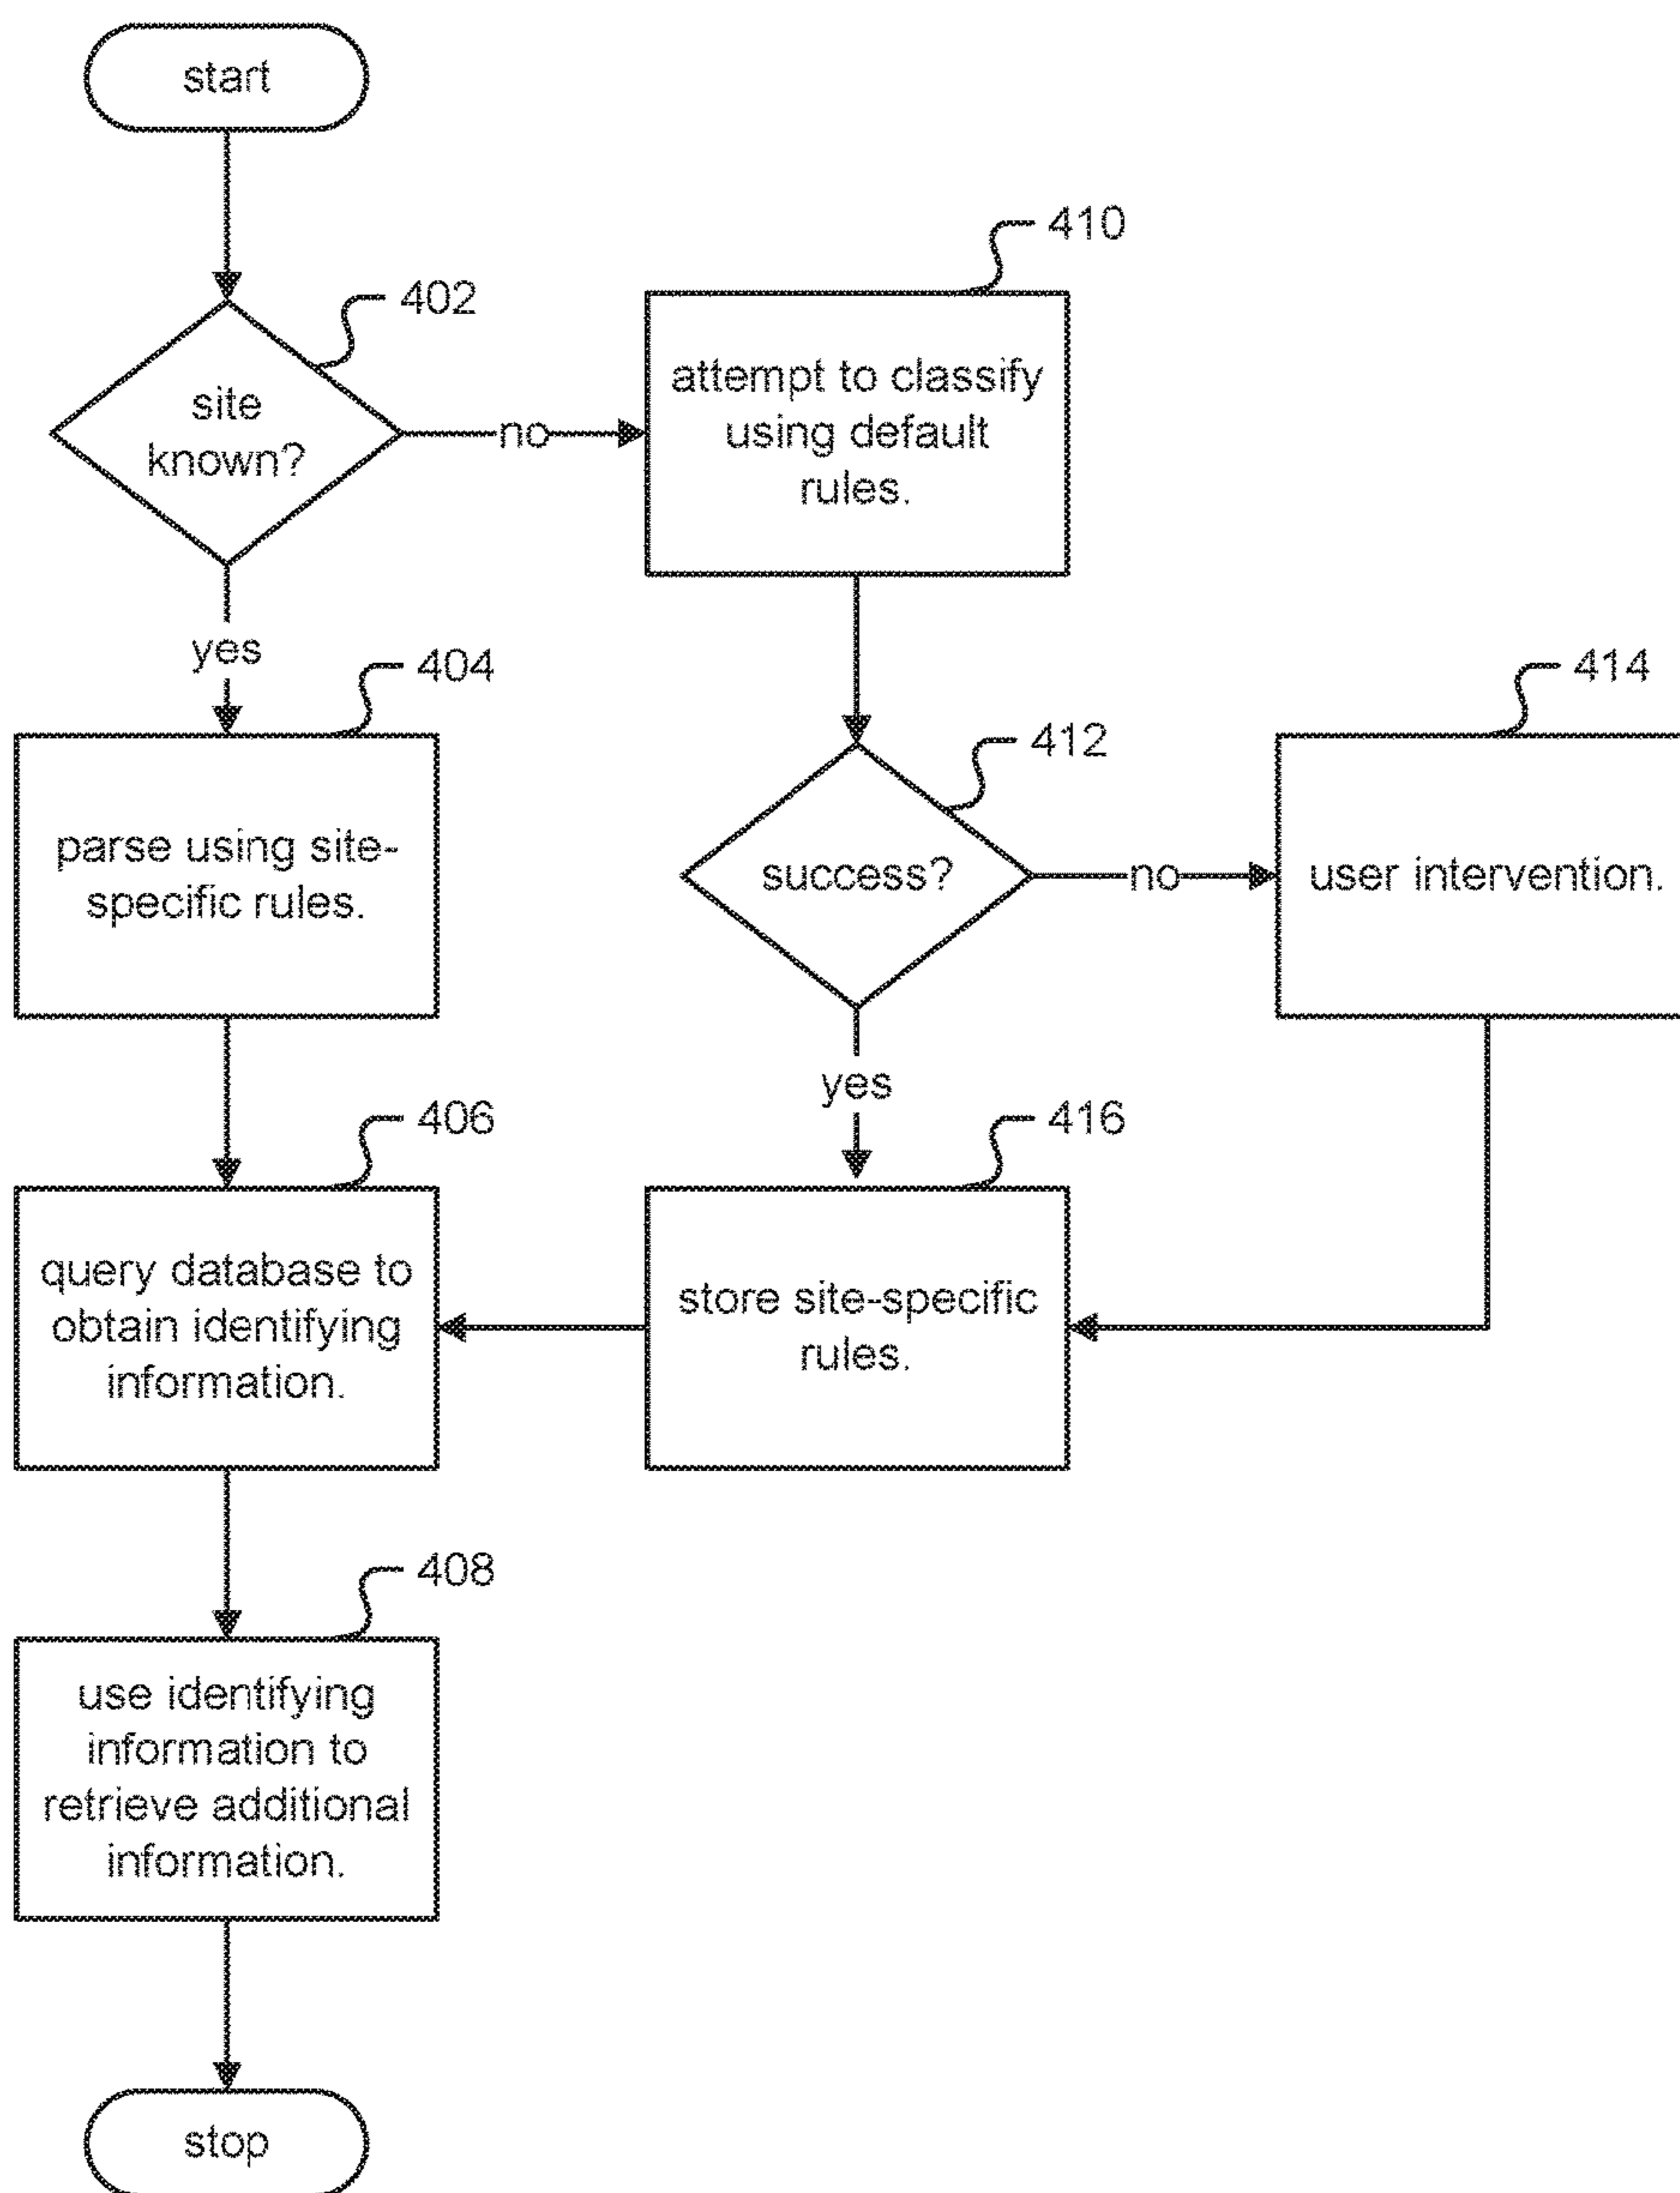 start
402
site
known?
no
410
attempt to classify
using default
rules.
yes
404
parse using site-
specific rules.
412
success?
no
414
user intervention.
yes
406
query database to
obtain identifying
information.
416
store site-specific
rules.
408
use identifying
information to
retrieve additional
information.
stop